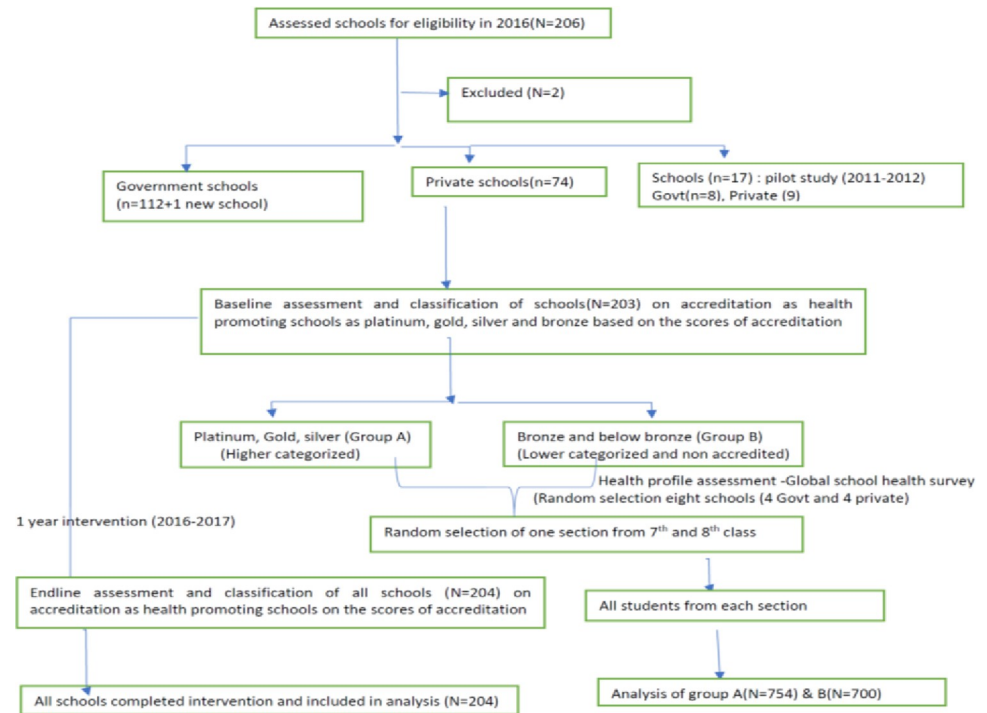 Assessed schools for eligibility in 2016(N=206)
Excluded (N=2)
Government schools
(n=112+1 new school)
Private schools(n=74)
Schools (n=17) : pilot study (2011-2012)
Govt(n=8), Private (9)
Baseline assessment and classification of schools(N=203) on accreditation as health
promoting schools as platinum, gold, silver and bronze based on the scores of accreditation
Platinum, Gold, silver (Group A)
(Higher categorized)
Bronze and below bronze (Group B)
(Lower categorized and non accredited)
Health profile assessment -Global school health survey
(Random selection eight schools (4 Govt and 4 private)
1 year intervention (2016-2017)
Random selection of one section from 7th and 8th class
Endline assessment and classification of all schools (N=204) on
accreditation as health promoting schools on the scores of accreditation
All students from each section
All schools completed intervention and included in analysis (N=204)
Analysis of group A(N=754) & B(N=700)